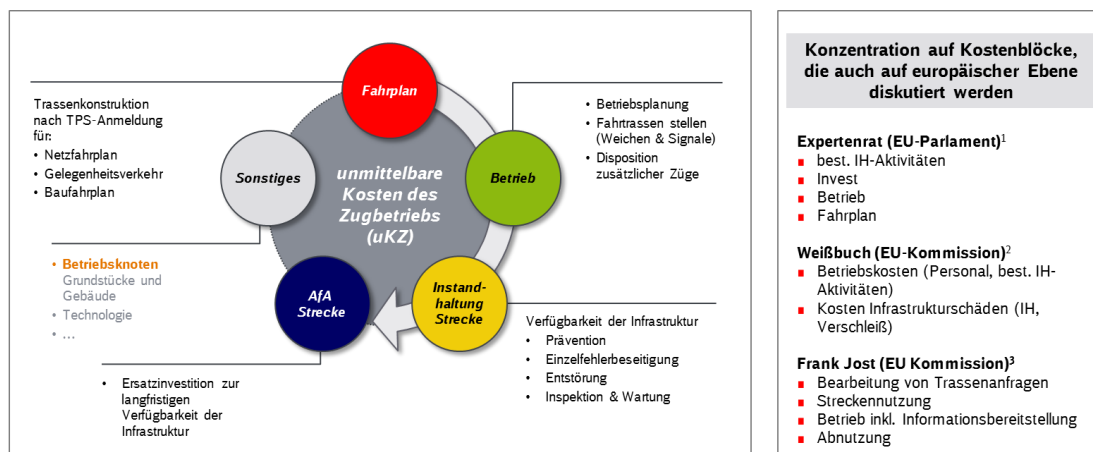 Fahrplan
Trassenkonstruktion
nach TPS-Anmeldung
für:
• Netzfahrplan
• Gelegenheitsverkehr
• Baufahrplan
• Betriebsplanung
• Fahrtrassen stellen
(Weichen & Signale)
• Disposition
zusätzlicher Züge
Sonstiges
unmittelbare
Kosten des
Zugbetriebs
(uKZ)
Betrieb
• Betriebsknoten
Grundstücke und
Gebäude
• Technologie
• ...
AfA
Strecke
Instand-
haltung
Strecke
Verfügbarkeit der Infrastruktur
• Prävention
• Einzelfehlerbeseitigung
• Entstörung
• Inspektion & Wartung
• Ersatzinvestition zur
langfristigen
Verfügbarkeit der
Infrastruktur
Konzentration auf Kostenblöcke,
die auch auf europäischer Ebene
diskutiert werden
Expertenrat (EU-Parlament)¹
■ best. IH-Aktivitäten
■ Invest
■ Betrieb
■ Fahrplan
Weißbuch (EU-Kommission)²
■ Betriebskosten (Personal, best. IH-
Aktivitäten)
■ Kosten Infrastrukturschäden (IH,
Verschleiß)
Frank Jost (EU Kommission)³
■ Bearbeitung von Trassenanfragen
■ Streckennutzung
■ Betrieb inkl. Informationsbereitstellung
■ Abnutzung